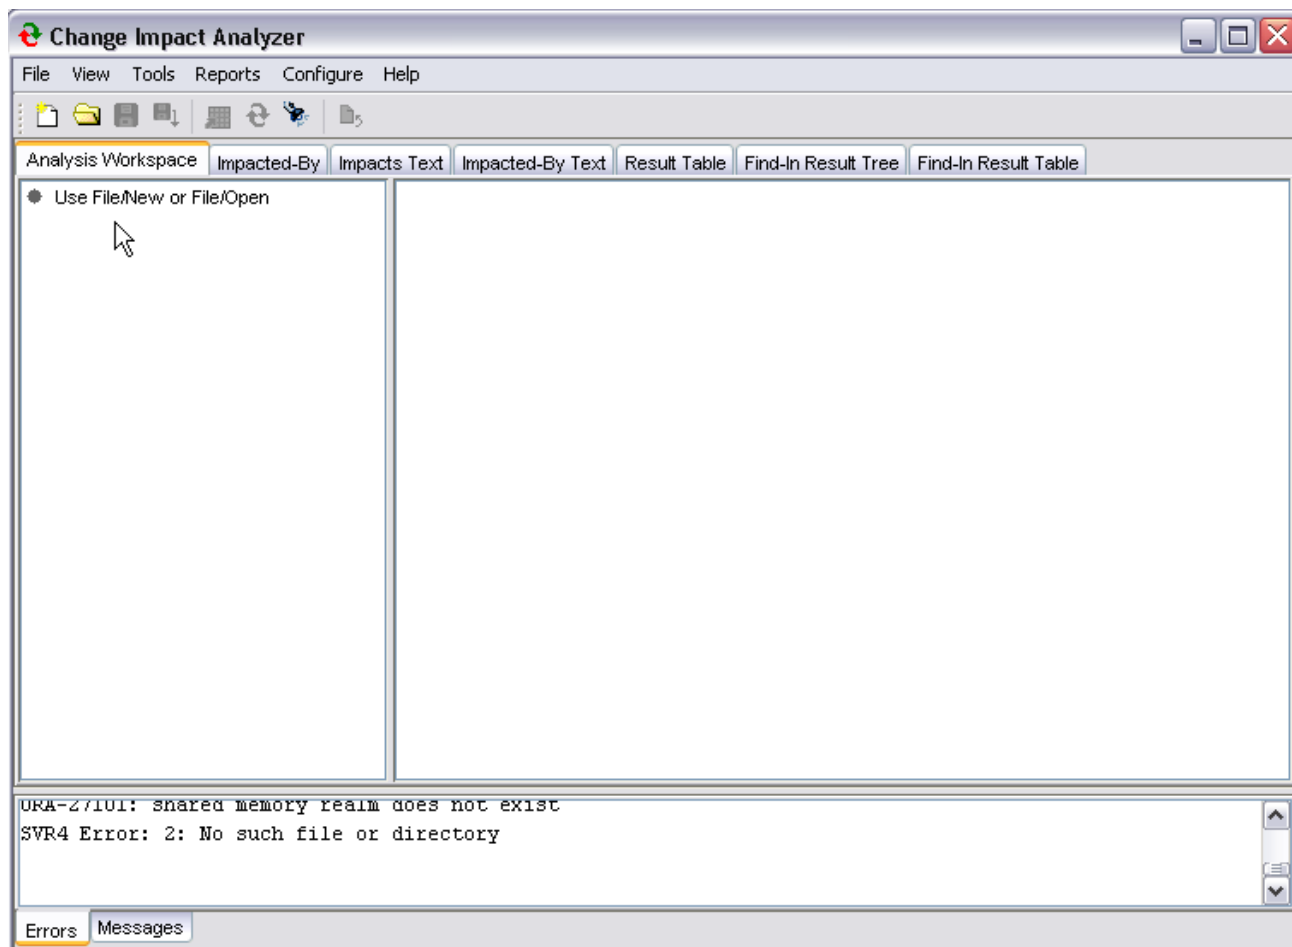 Change Impact Analyzer
File View Tools Reports Configure Help
Analysis Workspace Impacted-By Impacts Text Impacted-By Text Result Table Find-In Result Tree Find-In Result Table
Use File/New or File/Open
ORA-27101: shared memory realm does not exist
SVR4 Error: 2: No such file or directory
Errors Messages